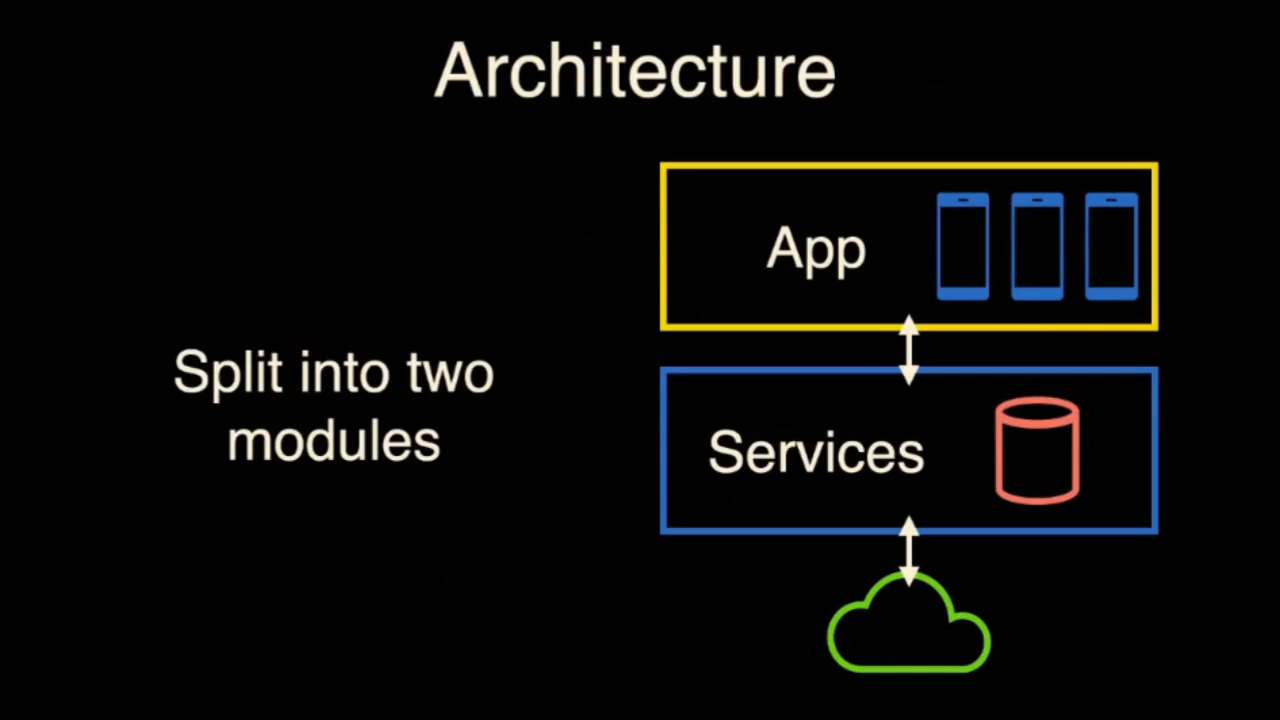 Architecture
Split into two
modules
App
Services